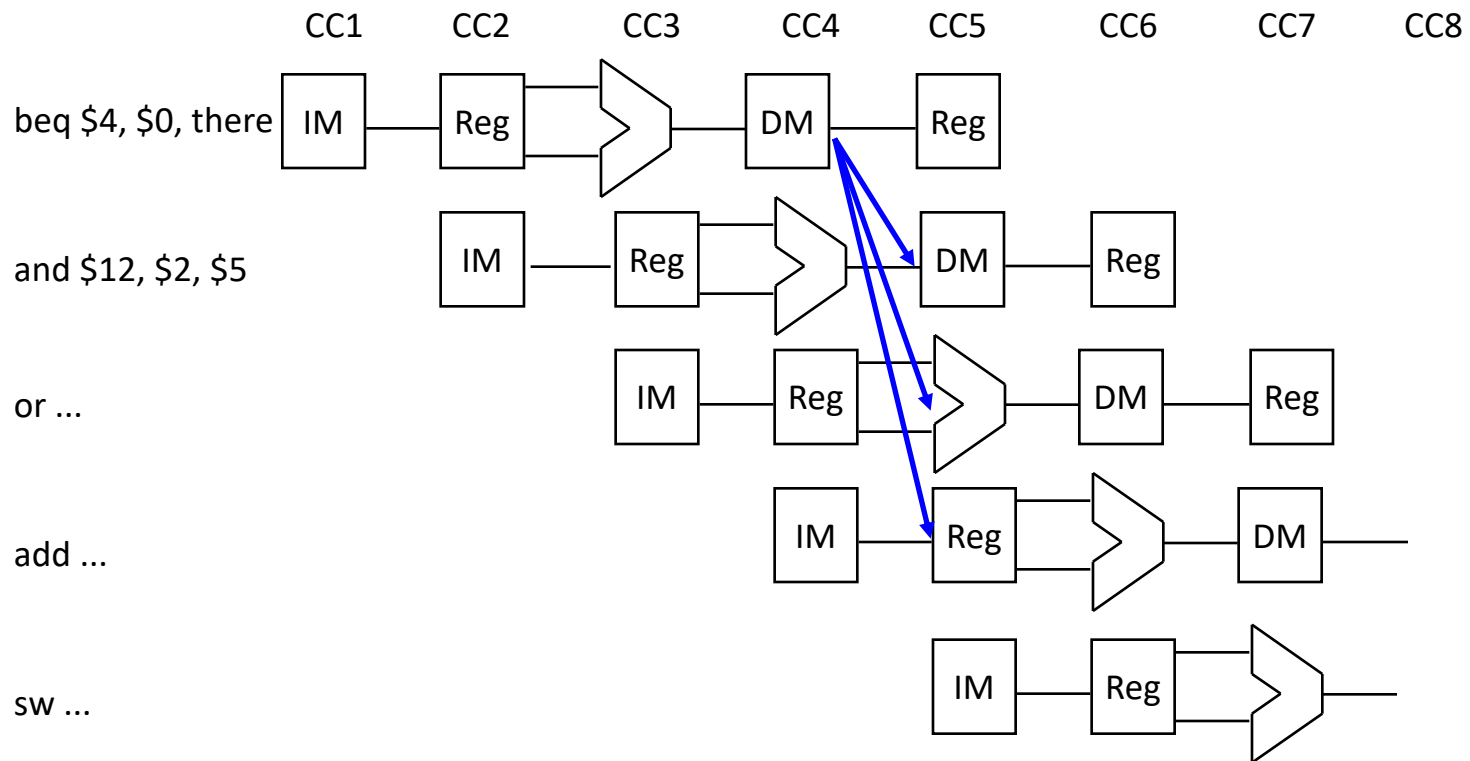 CC1 CC2 CC3 CC4 CC5 CC6 CC7 CC8
beq $4, $0, there IM Reg DM Reg
and $12, $2, $5 IM Reg DM Reg
or ... IM Reg DM Reg
add ... IM Reg DM
sw ... IM Reg